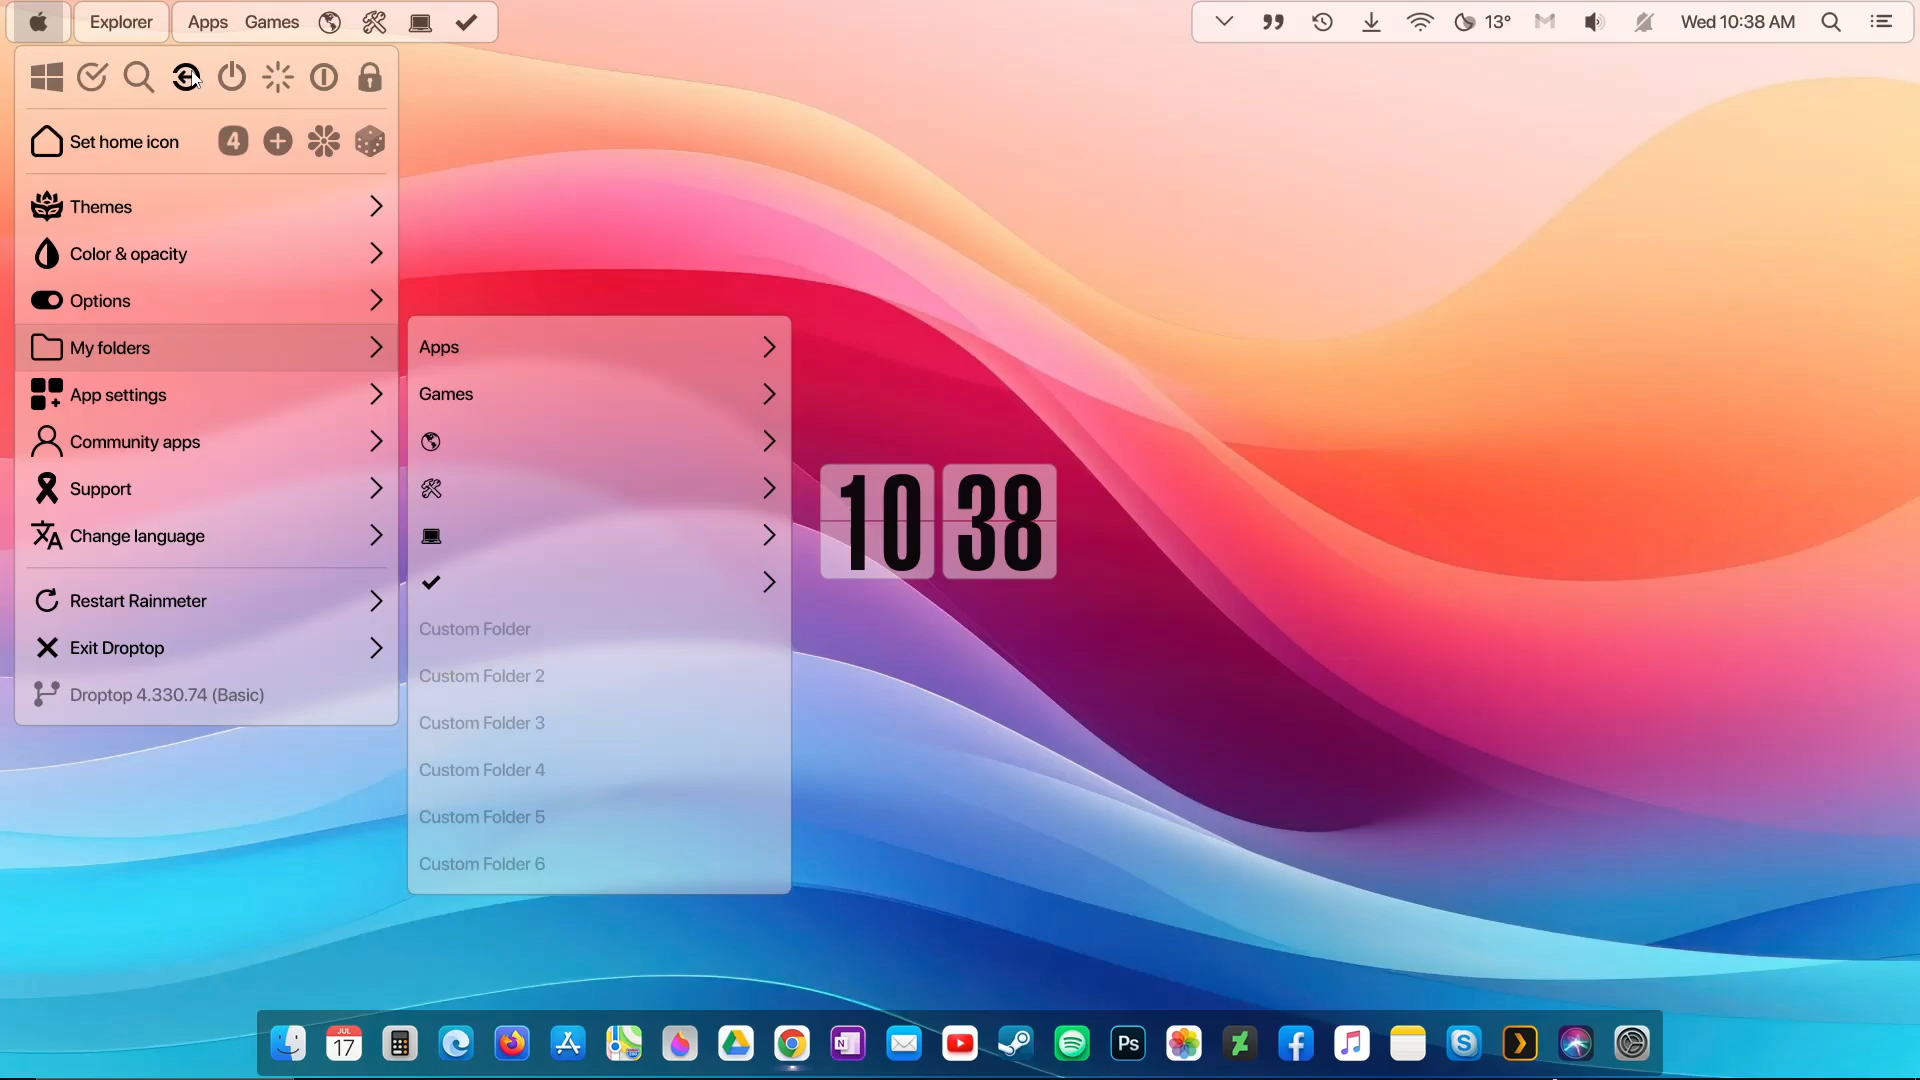 Explorer
Apps
Games
13°
Wed 10:38 AM
Set home icon
4
Themes
Color & opacity
Options
My folders
App settings
Community apps
Support
Change language
Restart Rainmeter
Exit Droptop
Droptop 4.330.74 (Basic)
Apps
Games
Custom Folder
Custom Folder 2
Custom Folder 3
Custom Folder 4
Custom Folder 5
Custom Folder 6
10 38
JUL
17
N
Ps